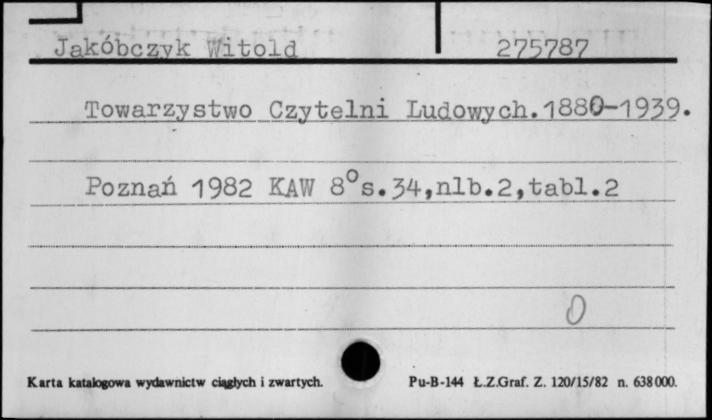 Jakóbczyk Witold 275787
Towarzystwo Czytelni Ludowych.1880-1939.
Poznań 1982 KAW 8°s.34,nlb.2,tabl.2
0
Karta katalogowa wydawnictw ciągłych i zwartych. Pu-B-144 Ł.Z.Graf. Z. 120/15/82 n. 638000.